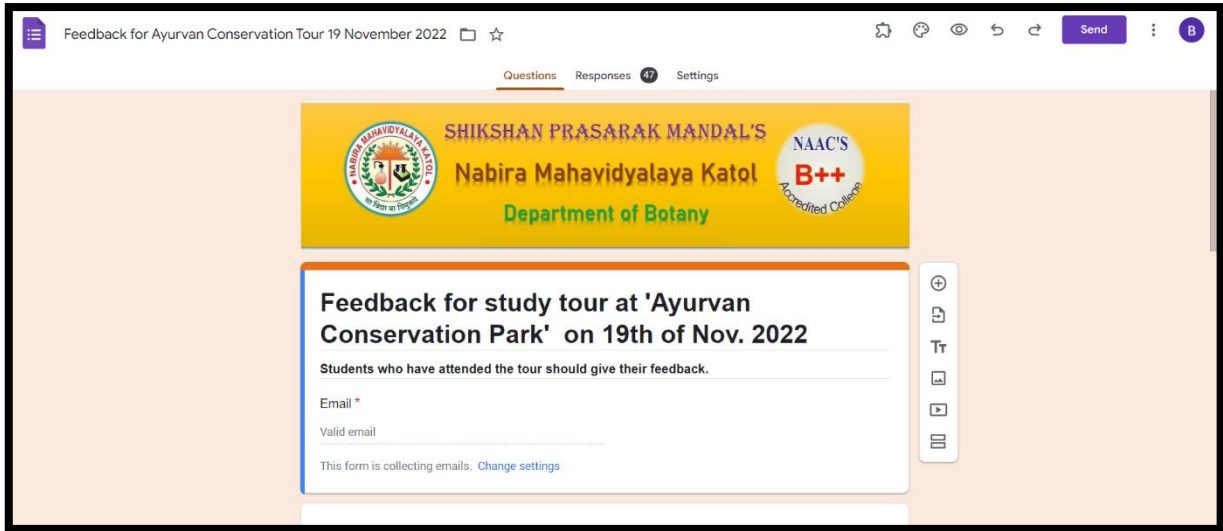 Feedback for Ayurvan Conservation Tour 19 November 2022
Send
B
Questions Responses 47 Settings
SHIKSHAN PRASARAK MANDAL'S
Nabira Mahavidyalaya Katol
Department of Botany
NABIRA MAHAVIDYALAYA KATOL
NAAC'S
B++
Accredited College
Feedback for study tour at 'Ayurvan
Conservation Park' on 19th of Nov. 2022
Students who have attended the tour should give their feedback.
Email *
Valid email
This form is collecting emails. Change settings
Tт